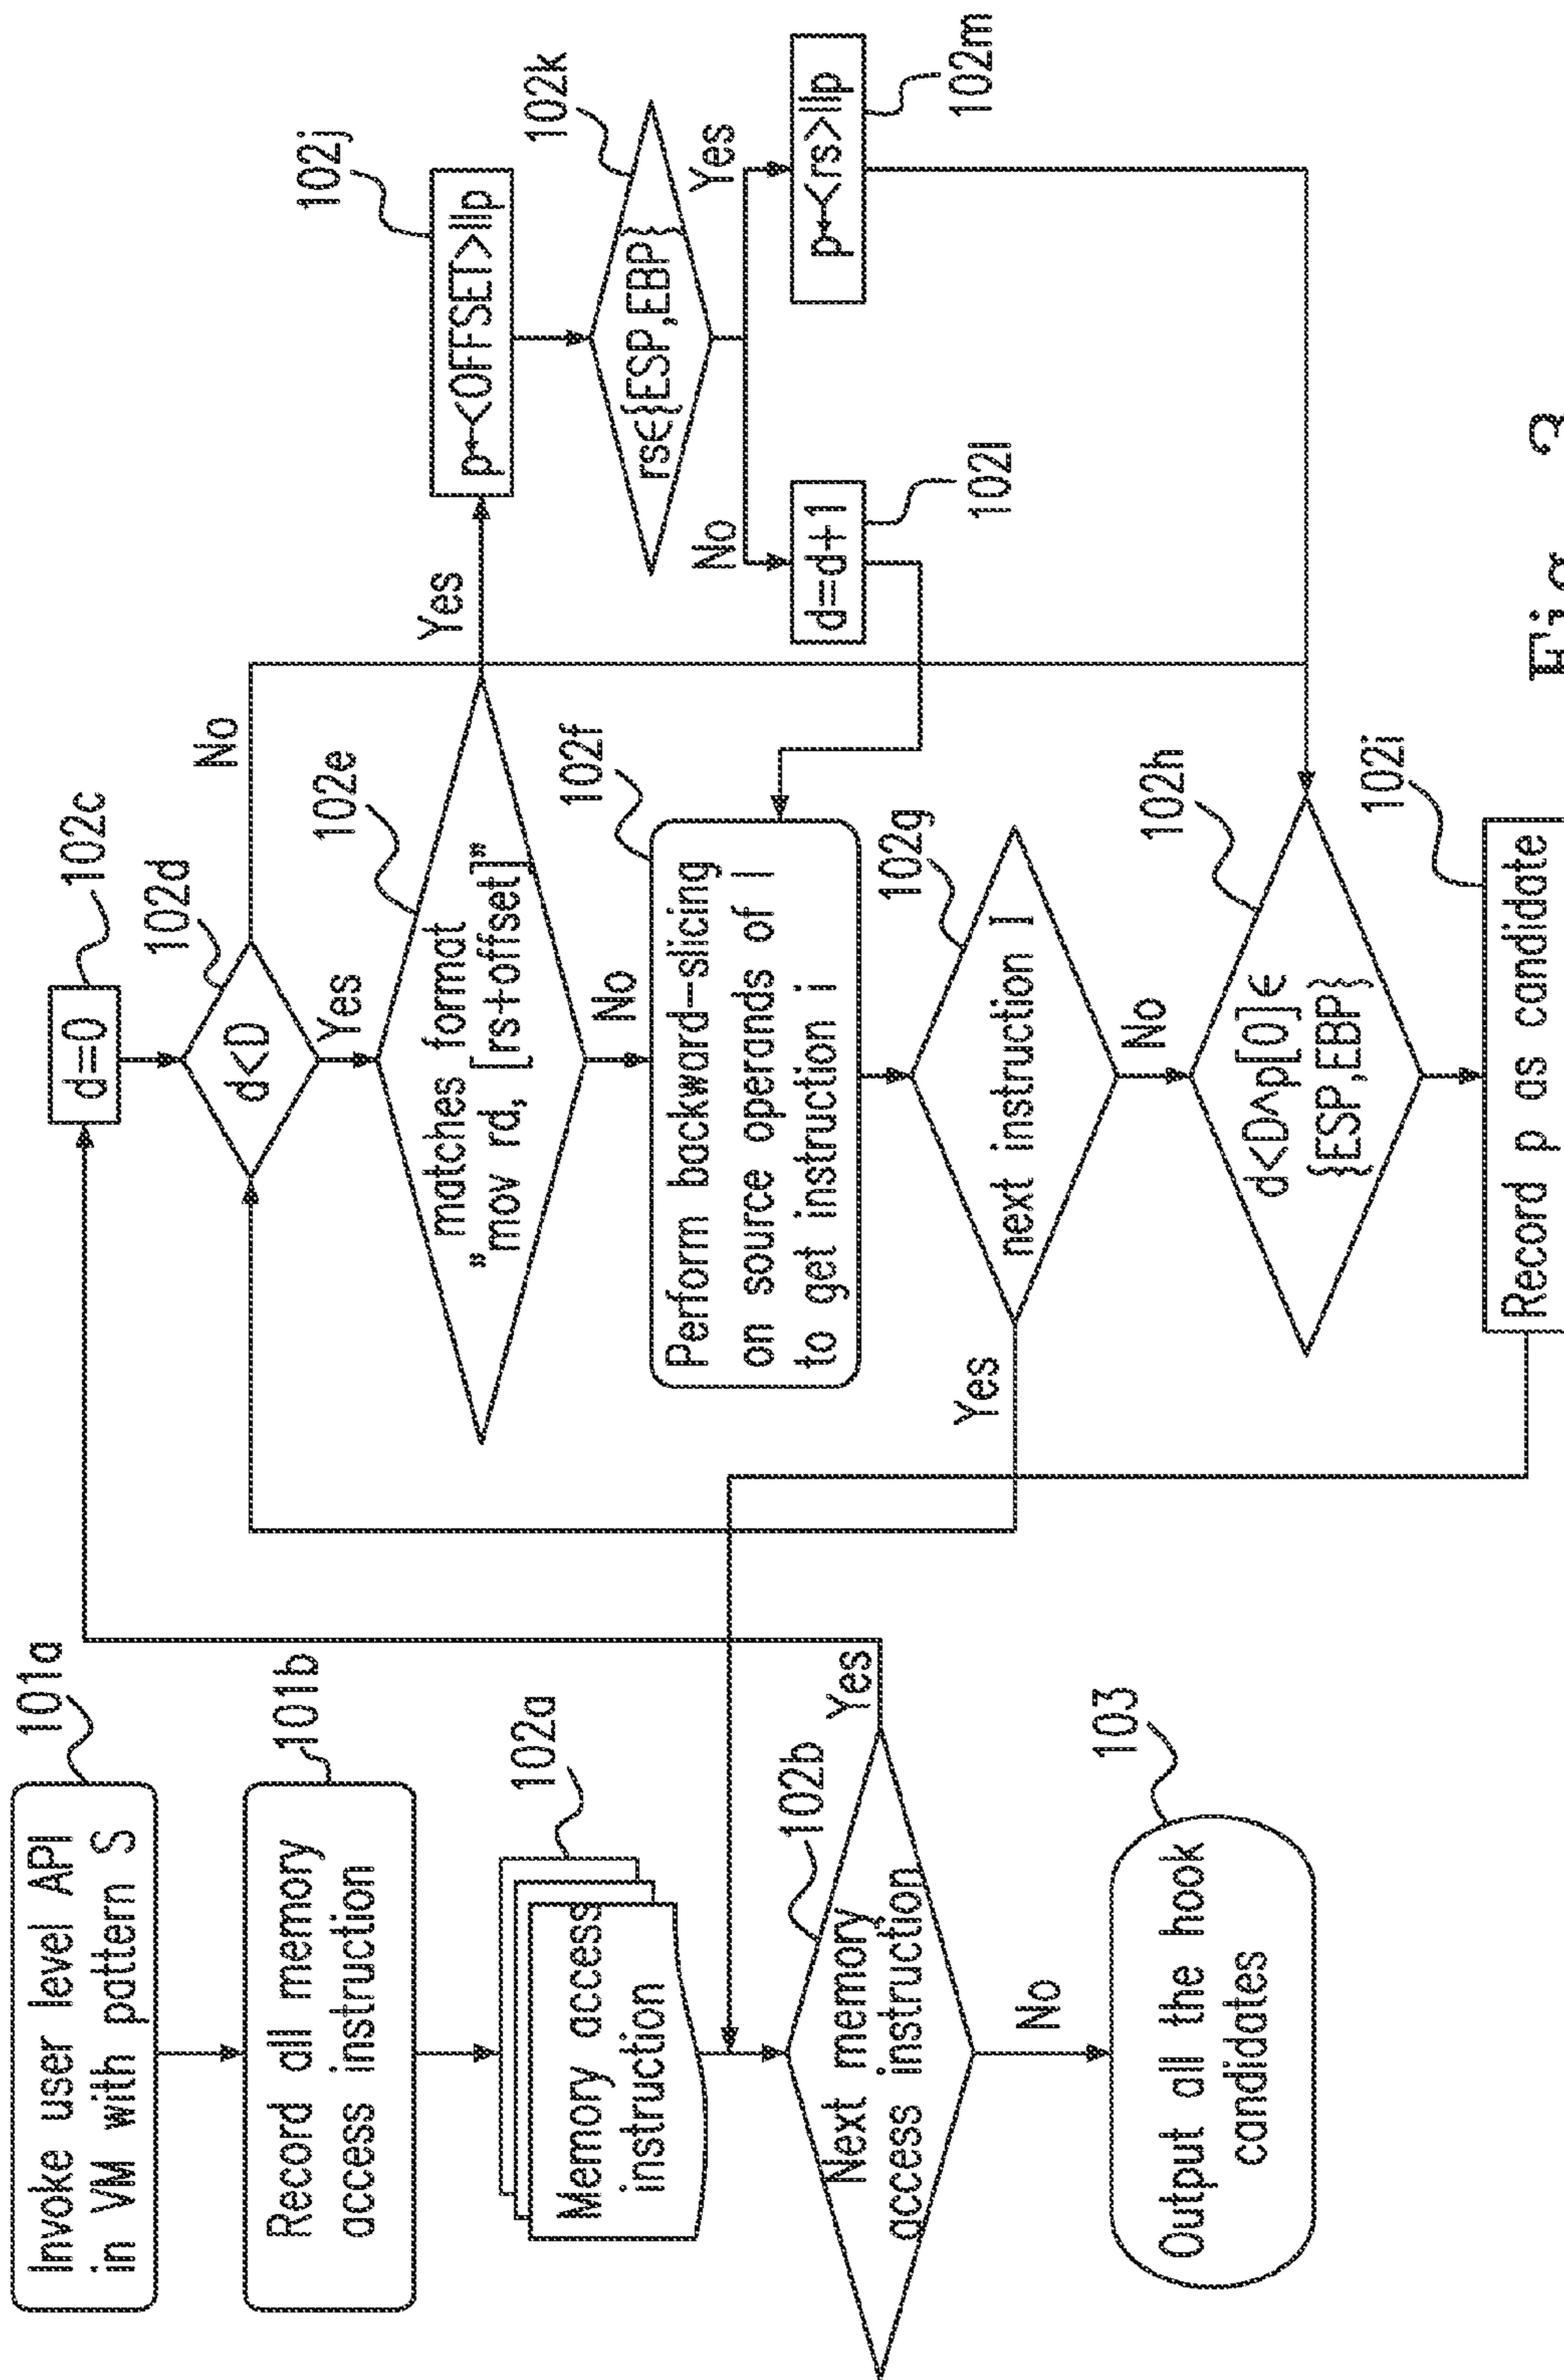 Invoke user level API
in VM with pattern S
101a
Record all memory
access instruction
101b
Memory access
instruction
102a
Next memory
access instruction
102b
Yes
No
Output all the hook
candidates
103
d=0
102c
d<D
102d
Yes
No
matches format
"mov rd, [rs+offset]"
102e
Yes
No
Perform backward-slicing
on source operands of I
to get instruction i
102f
next instruction I
102g
Yes
No
d<D∧p[0]ϵ
{ESP,EBP}
102h
Record p as candidate
102i
p←<OFFSET>||p
102j
rs∈{ESP,EBP}
102k
No
Yes
d=d+1
102l
p←<rs>||p
102m